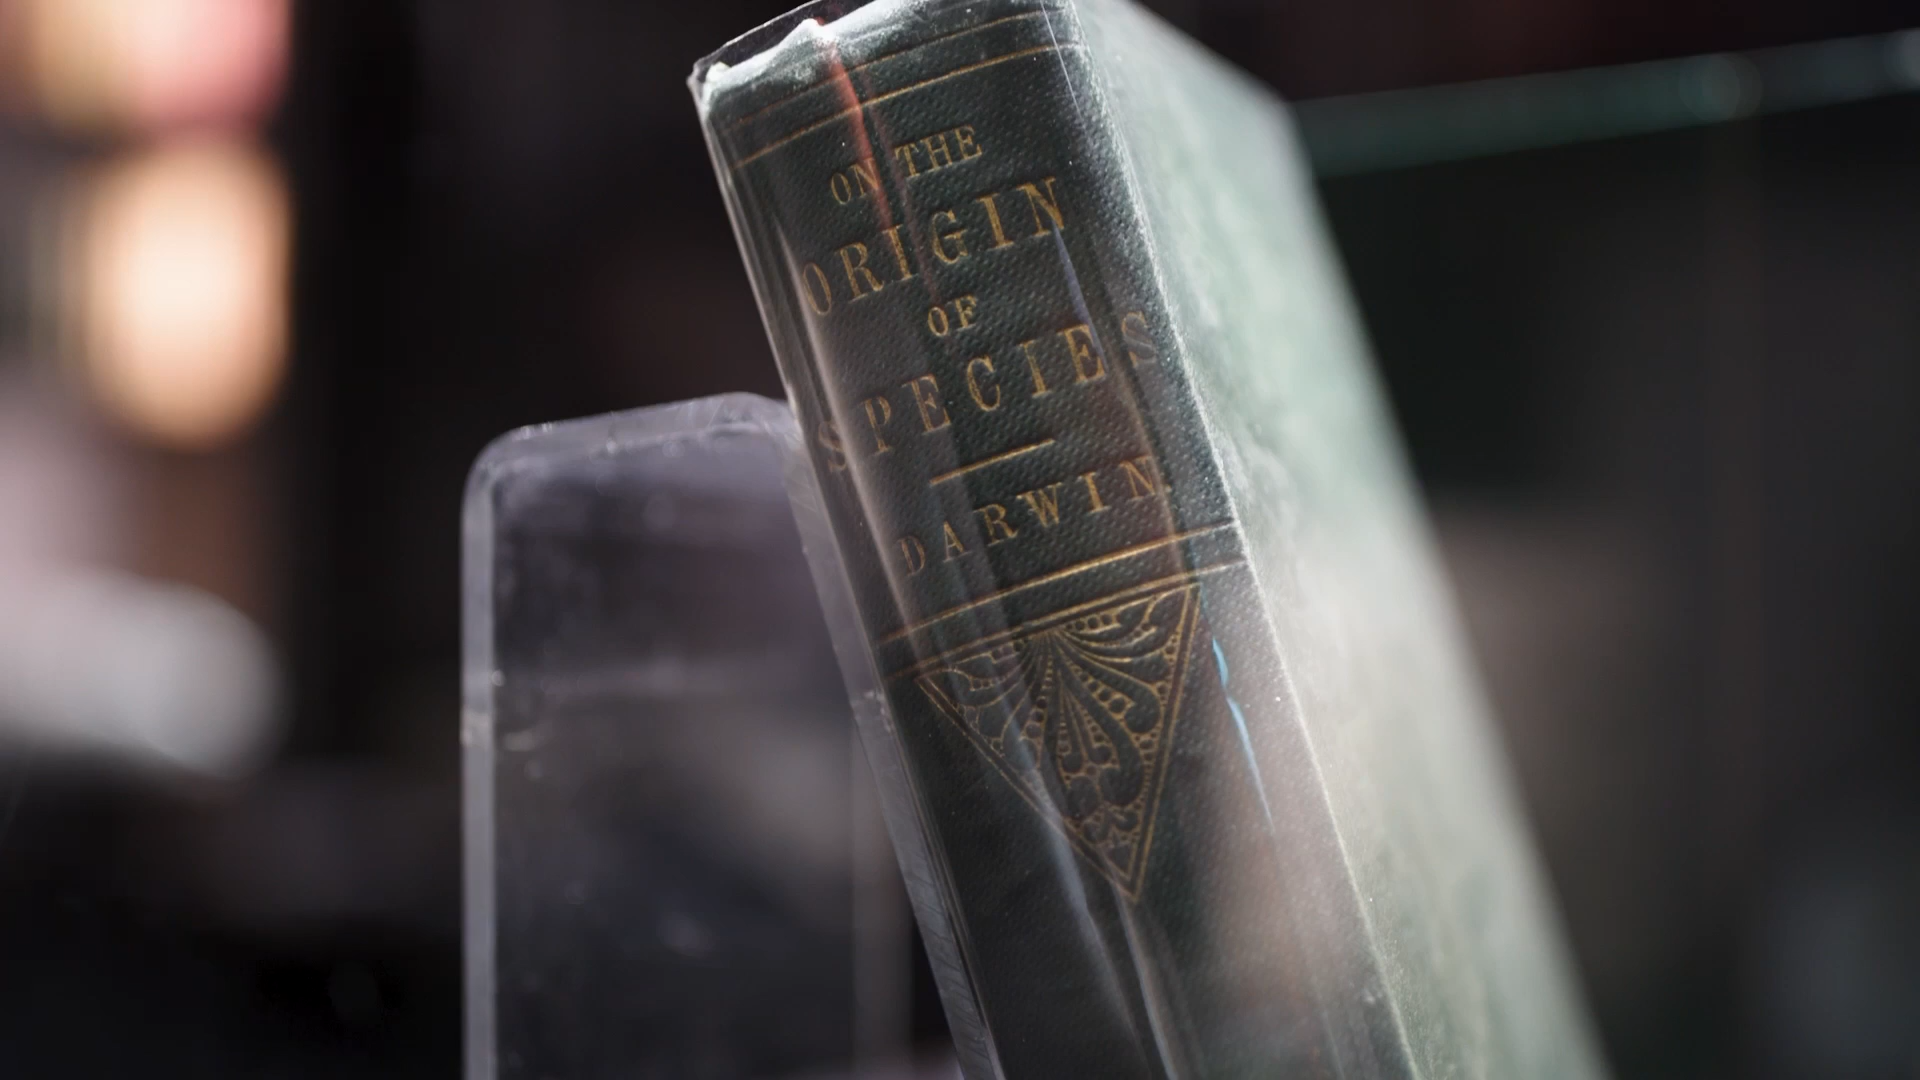 ON THE
ORIGIN
OF
SPECIES
DARWIN.